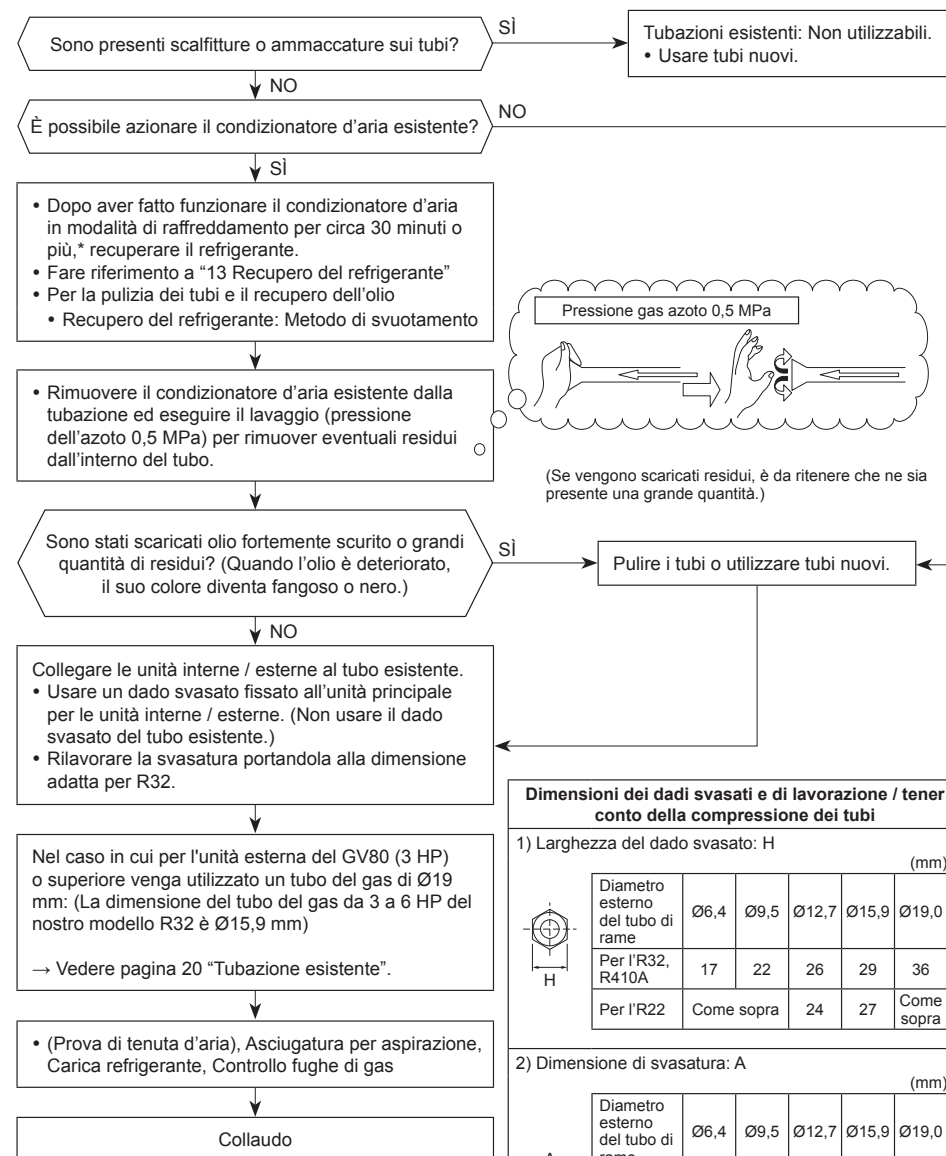 Sono presenti scalfitture o ammaccature sui tubi?
SÌ
Tubazioni esistenti: Non utilizzabili.
• Usare tubi nuovi.
NO
È possibile azionare il condizionatore d’aria esistente?
NO
SÌ
• Dopo aver fatto funzionare il condizionatore d’aria
in modalità di raffreddamento per circa 30 minuti o
più,* recuperare il refrigerante.
• Fare riferimento a “13 Recupero del refrigerante”
• Per la pulizia dei tubi e il recupero dell’olio
• Recupero del refrigerante: Metodo di svuotamento
Pressione gas azoto 0,5 MPa
• Rimuovere il condizionatore d’aria esistente dalla
tubazione ed eseguire il lavaggio (pressione
dell’azoto 0,5 MPa) per rimuover eventuali residui
dall’interno del tubo.
(Se vengono scaricati residui, è da ritenere che ne sia
presente una grande quantità.)
Sono stati scaricati olio fortemente scurito o grandi
quantità di residui? (Quando l’olio è deteriorato,
il suo colore diventa fangoso o nero.)
SÌ
Pulire i tubi o utilizzare tubi nuovi.
NO
Collegare le unità interne / esterne al tubo esistente.
• Usare un dado svasato fissato all’unità principale
per le unità interne / esterne. (Non usare il dado
svasato del tubo esistente.)
• Rilavorare la svasatura portandola alla dimensione
adatta per R32.
Nel caso in cui per l'unità esterna del GV80 (3 HP)
o superiore venga utilizzato un tubo del gas di Ø19
mm: (La dimensione del tubo del gas da 3 a 6 HP del
nostro modello R32 è Ø15,9 mm)
→ Vedere pagina 20 “Tubazione esistente”.
• (Prova di tenuta d’aria), Asciugatura per aspirazione,
Carica refrigerante, Controllo fughe di gas
Collaudo
Dimensioni dei dadi svasati e di lavorazione / tener
conto della compressione dei tubi
1) Larghezza del dado svasato: H
(mm)
H
Diametro
esterno
del tubo di
rame
Ø6,4 Ø9,5 Ø12,7 Ø15,9 Ø19,0
Per l’R32,
R410A
17 22 26 29 36
Per l’R22
Come sopra 24 27 Come
sopra
2) Dimensione di svasatura: A
(mm)
Diametro
esterno
del tubo di
Ø6,4 Ø9,5 Ø12,7 Ø15,9 Ø19,0